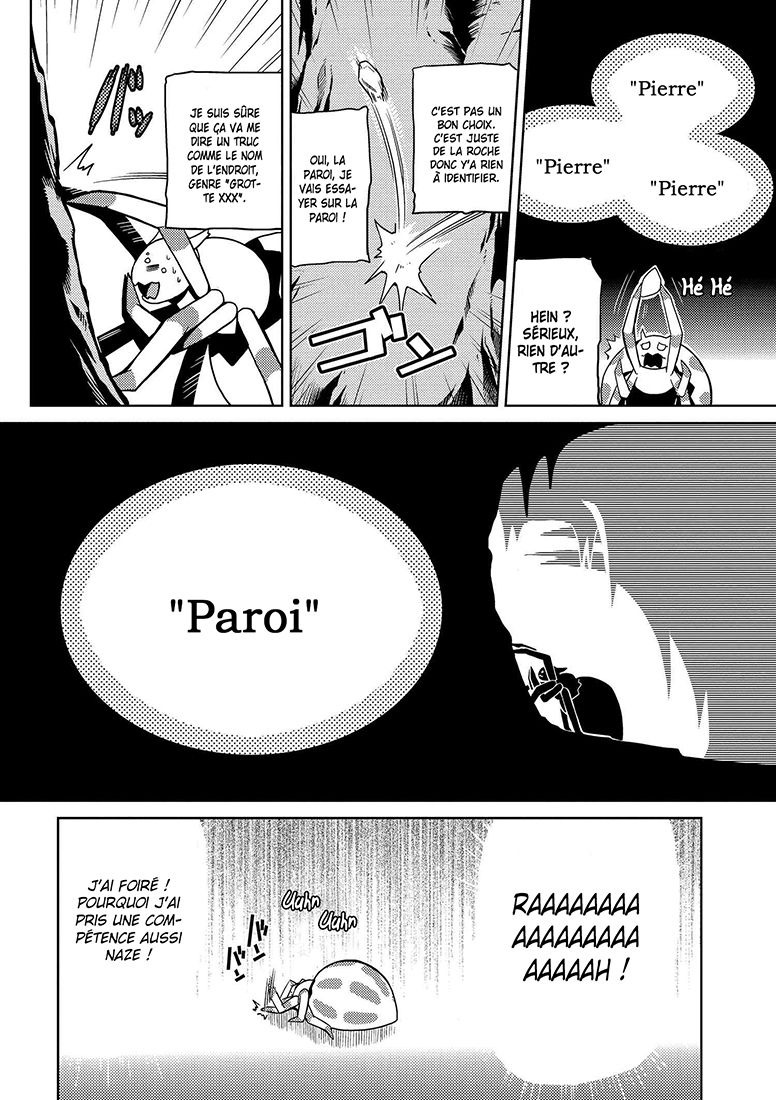 "Pierre"
"Pierre"
"Pierre"
Hé Hé
HEIN ?
SÉRIEUX,
RIEN D'AU-
TRE ?
C'EST PAS UN
BON CHOIX.
C'EST JUSTE
DE LA ROCHE
DONC Y'A RIEN
À IDENTIFIER.
OUI, LA
PAROI, JE
VAIS ESSA-
YER SUR LA
PAROI !
JE SUIS SÛRE
QUE ÇA VA ME
DIRE UN TRUC
COMME LE NOM
DE L'ENDROIT,
GENRE "GROT-
TE XXX".
"Paroi"
RAAAAAAAA
AAAAAAAAA
AAAAAH !
Uahn
Uahn
J'AI FOIRÉ !
POURQUOI J'AI
PRIS UNE COM-
PÉTENCE AUSSI
NAZE !